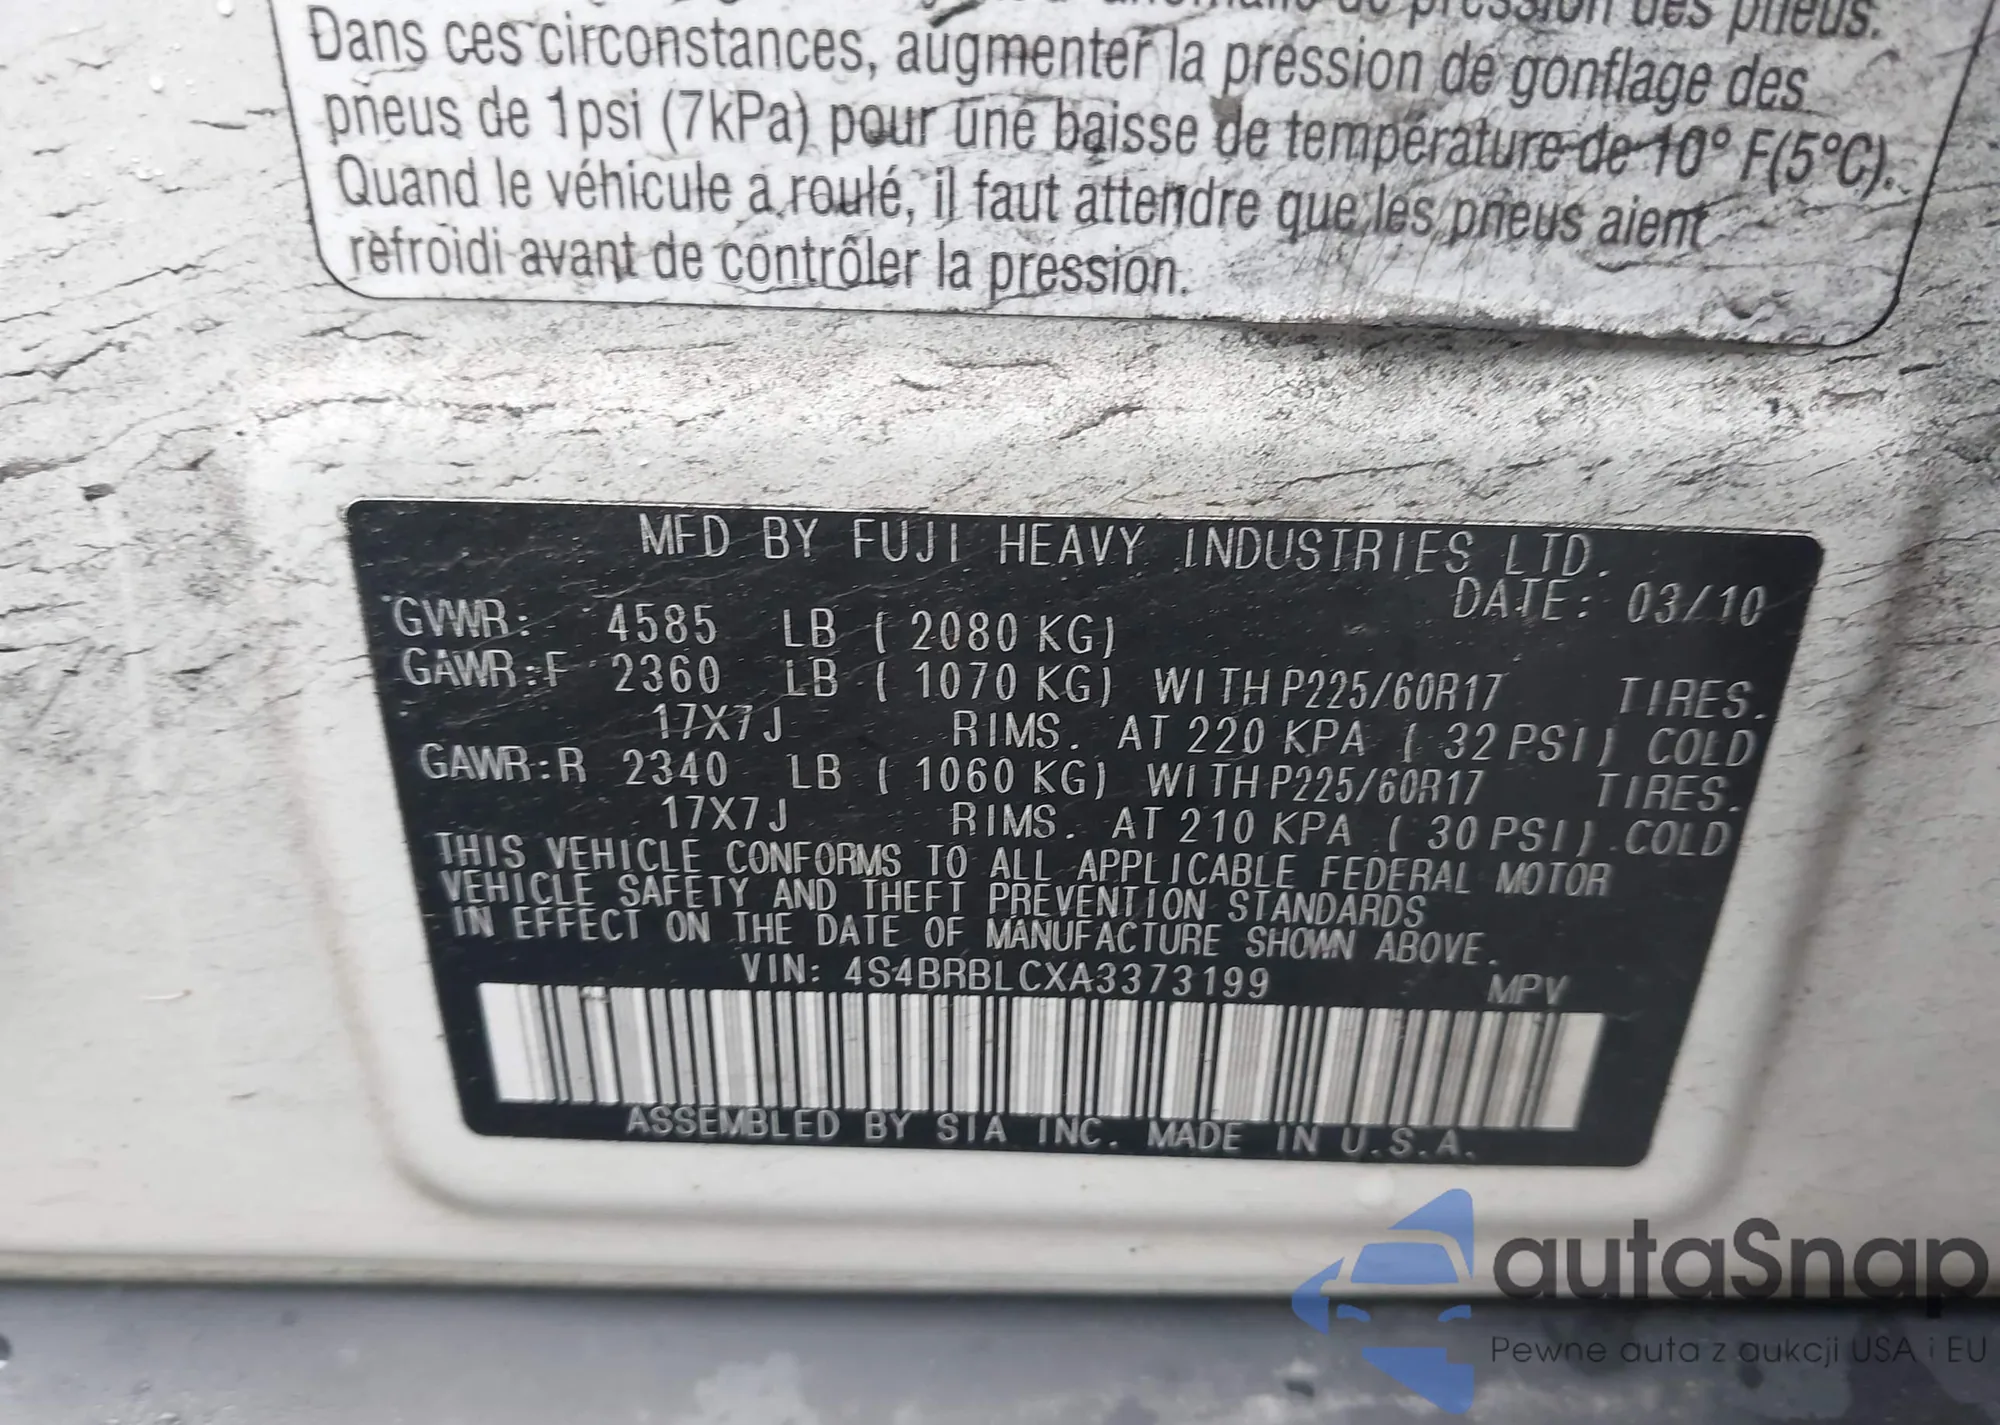 de pression des pneus.
Dans ces circonstances, augmenter la pression de gonflage des
pneus de 1psi (7kPa) pour une baisse de température de 10° F(5°C).
Quand le véhicule a roulé, il faut attendre que les pneus aient
refroidi avant de contrôler la pression.
MFD BY FUJI HEAVY INDUSTRIES LTD.
DATE: 03/10
GVWR: 4585 LB ( 2080 KG)
GAWR:F 2360 LB ( 1070 KG) WITH P225/60R17 TIRES.
17X7J RIMS. AT 220 KPA ( 32 PSI) COLD
GAWR:R 2340 LB ( 1060 KG) WITH P225/60R17 TIRES.
17X7J RIMS. AT 210 KPA ( 30 PSI) COLD
THIS VEHICLE CONFORMS TO ALL APPLICABLE FEDERAL MOTOR
VEHICLE SAFETY AND THEFT PREVENTION STANDARDS
IN EFFECT ON THE DATE OF MANUFACTURE SHOWN ABOVE.
VIN: 4S4BRBLCXA3373199 MPV
ASSEMBLED BY SIA INC. MADE IN U.S.A.
autaSnap
Pewne auta z aukcji USA i EU